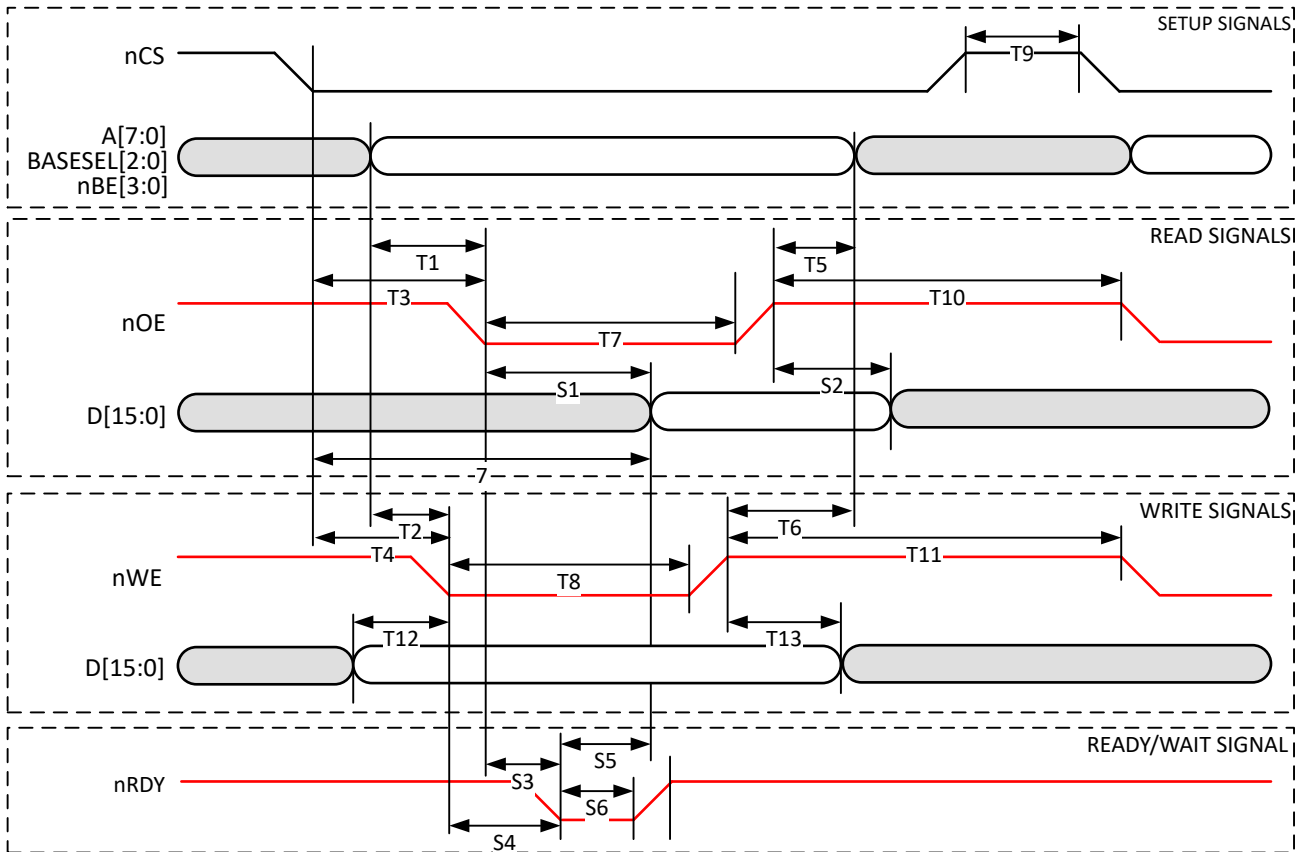 SETUP SIGNALS
nCS
T9
A[7:0]
BASESEL[2:0]
nBE[3:0]
READ SIGNALS
T1
T5
T3
T10
nOE
T7
S1
S2
D[15:0]
7
WRITE SIGNALS
T2
T6
T4
T11
nWE
T8
T12
T13
D[15:0]
READY/WAIT SIGNAL
S5
nRDY
S3
S6
S4